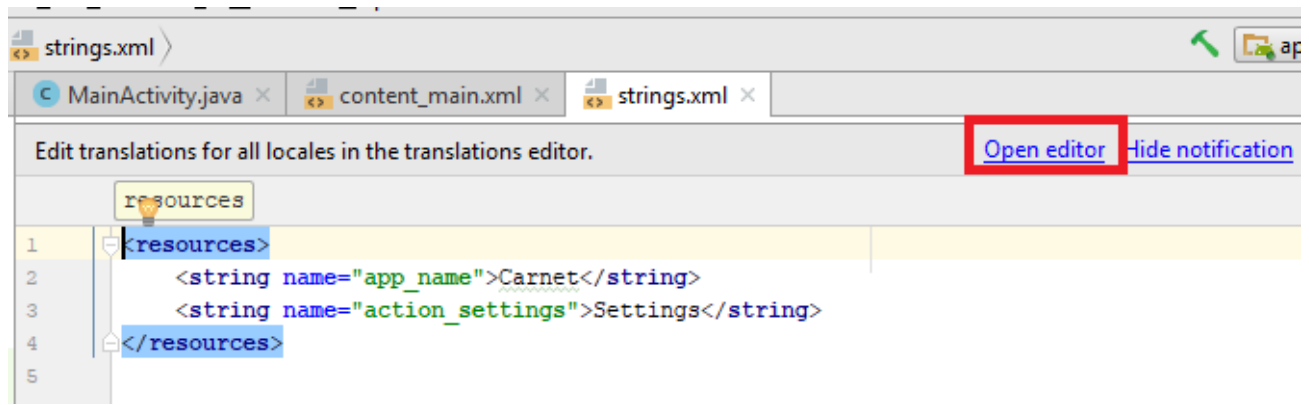 strings.xml
MainActivity.java content_main.xml strings.xml
Edit translations for all locales in the translations editor. Open editor Hide notification
resources
1 <resources>
2 <string name="app_name">Carnet</string>
3 <string name="action_settings">Settings</string>
4 </resources>
5